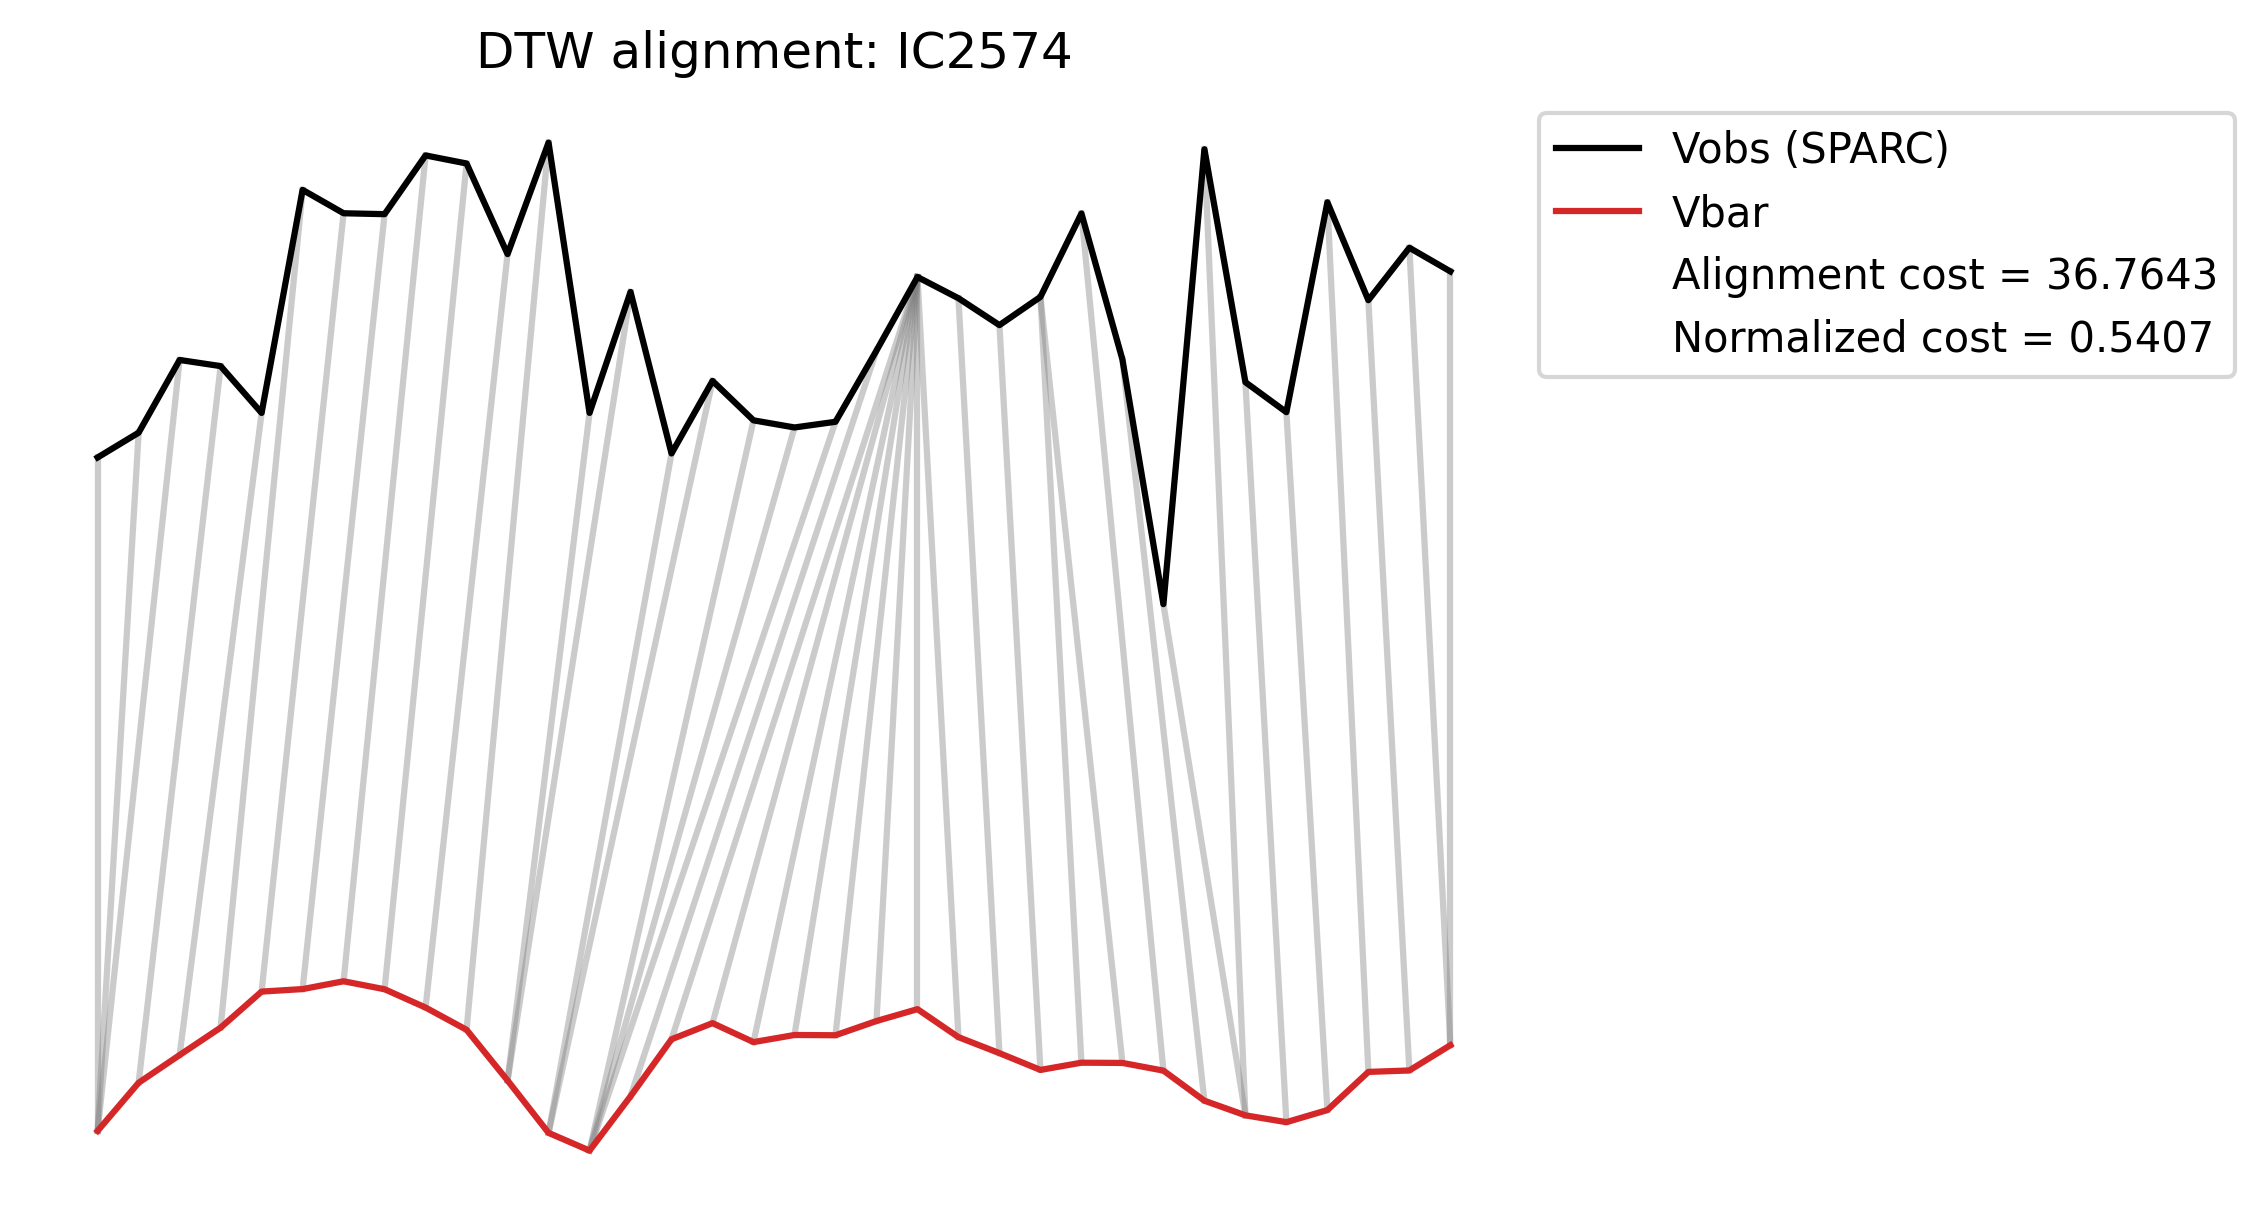 DTW alignment: IC2574
Vobs (SPARC)
Vbar
Alignment cost = 36.7643
Normalized cost = 0.5407